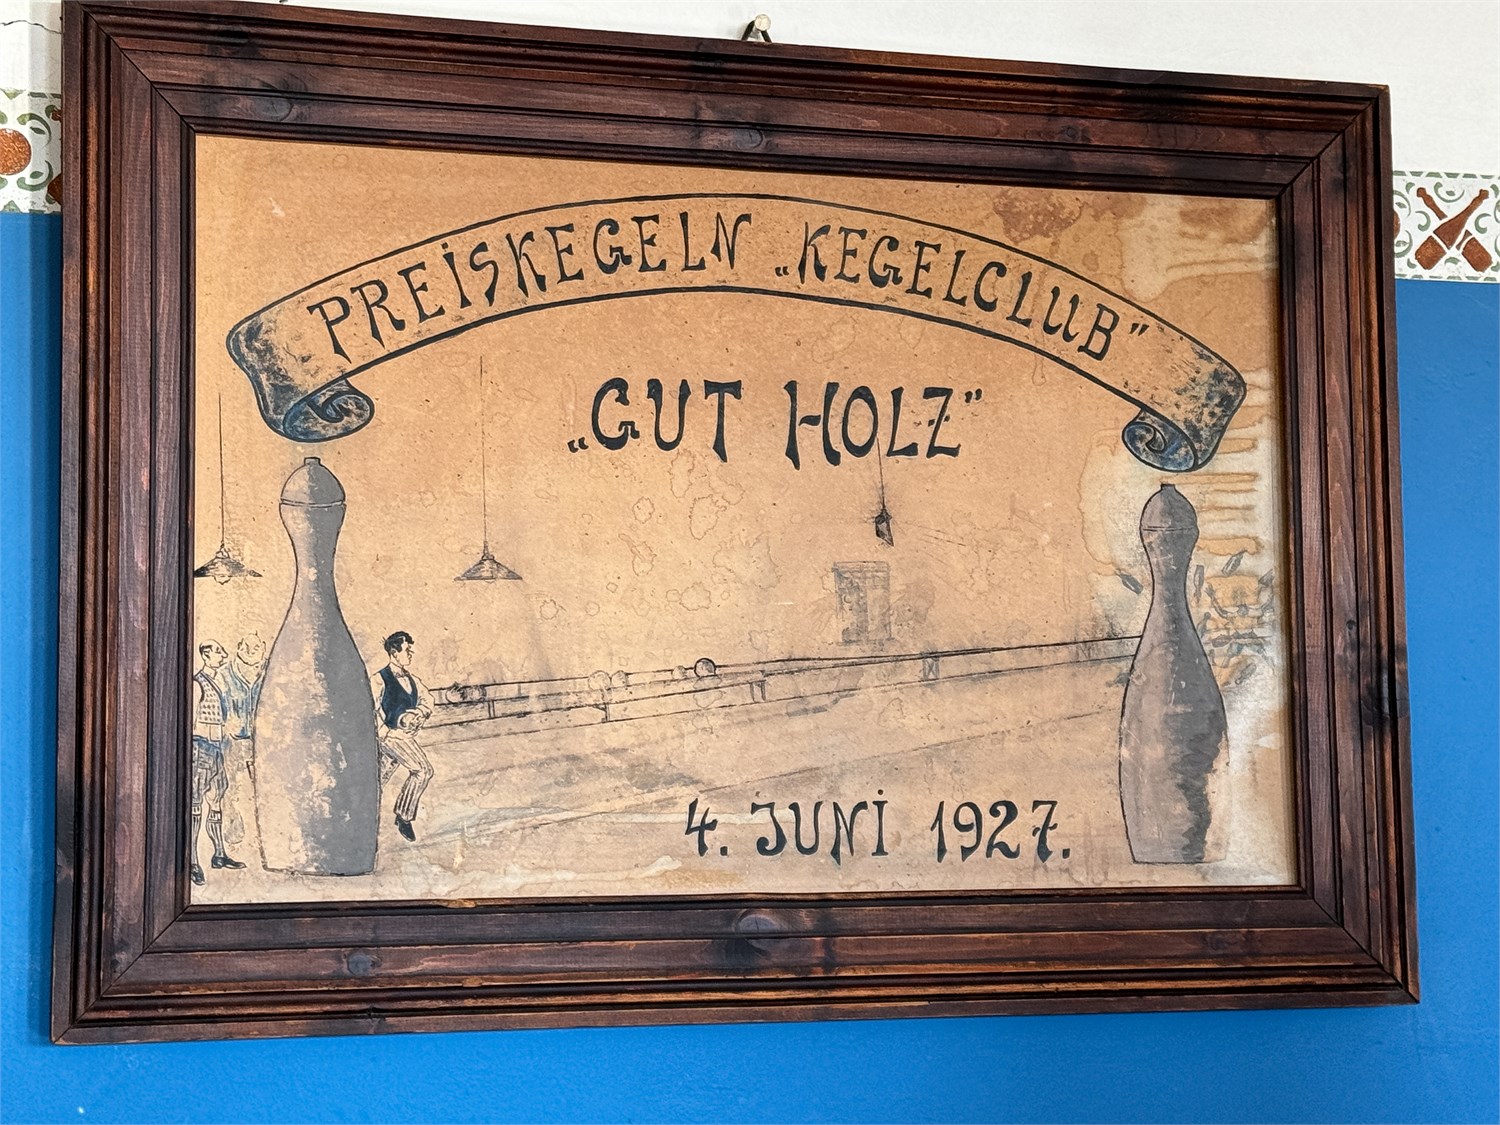 PREISKEGELN „KEGELCLUB”
„GUT HOLZ”
4. JUNI 1927.